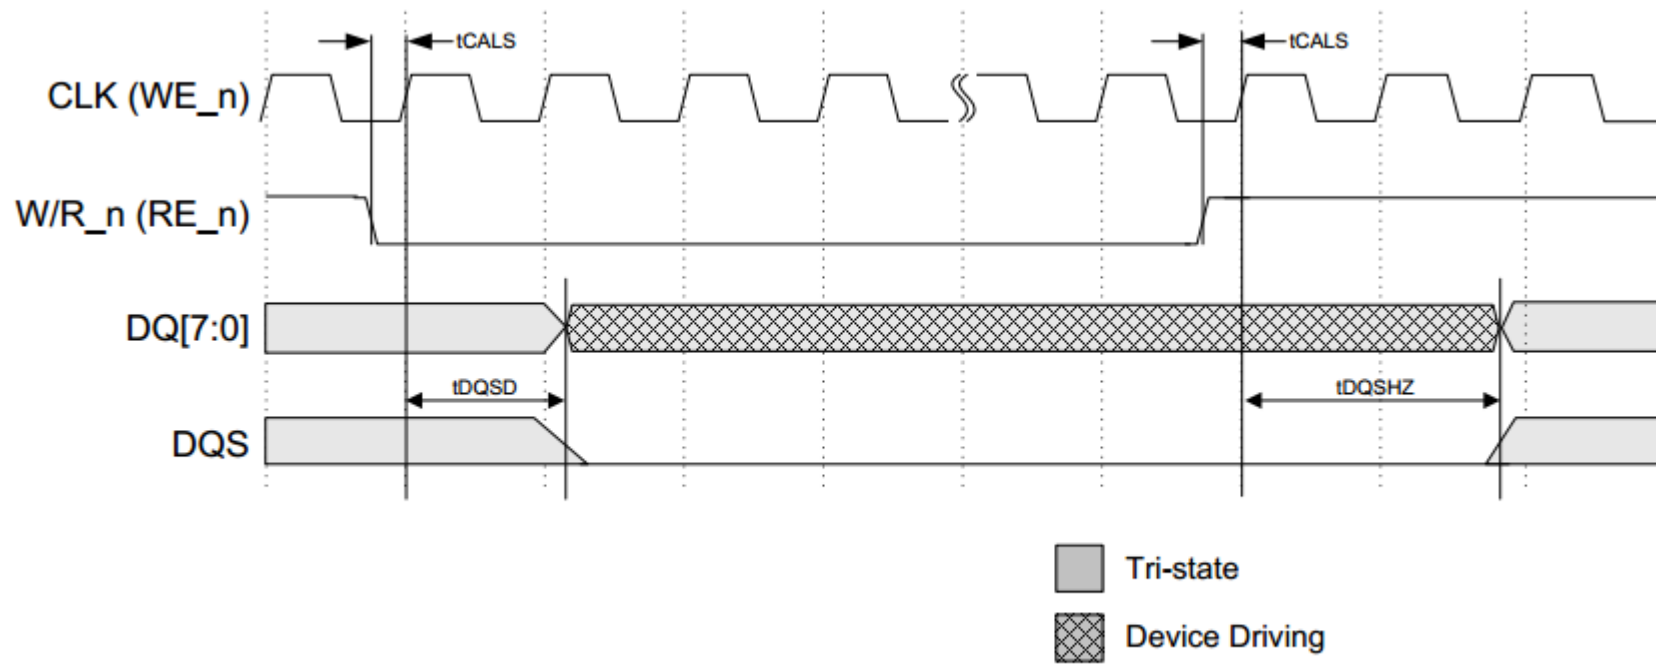 tCALS tCALS
CLK (WE_n)
W/R_n (RE_n)
DQ[7:0]
tDQSD tDQSHZ
DQS
Tri-state
Device Driving